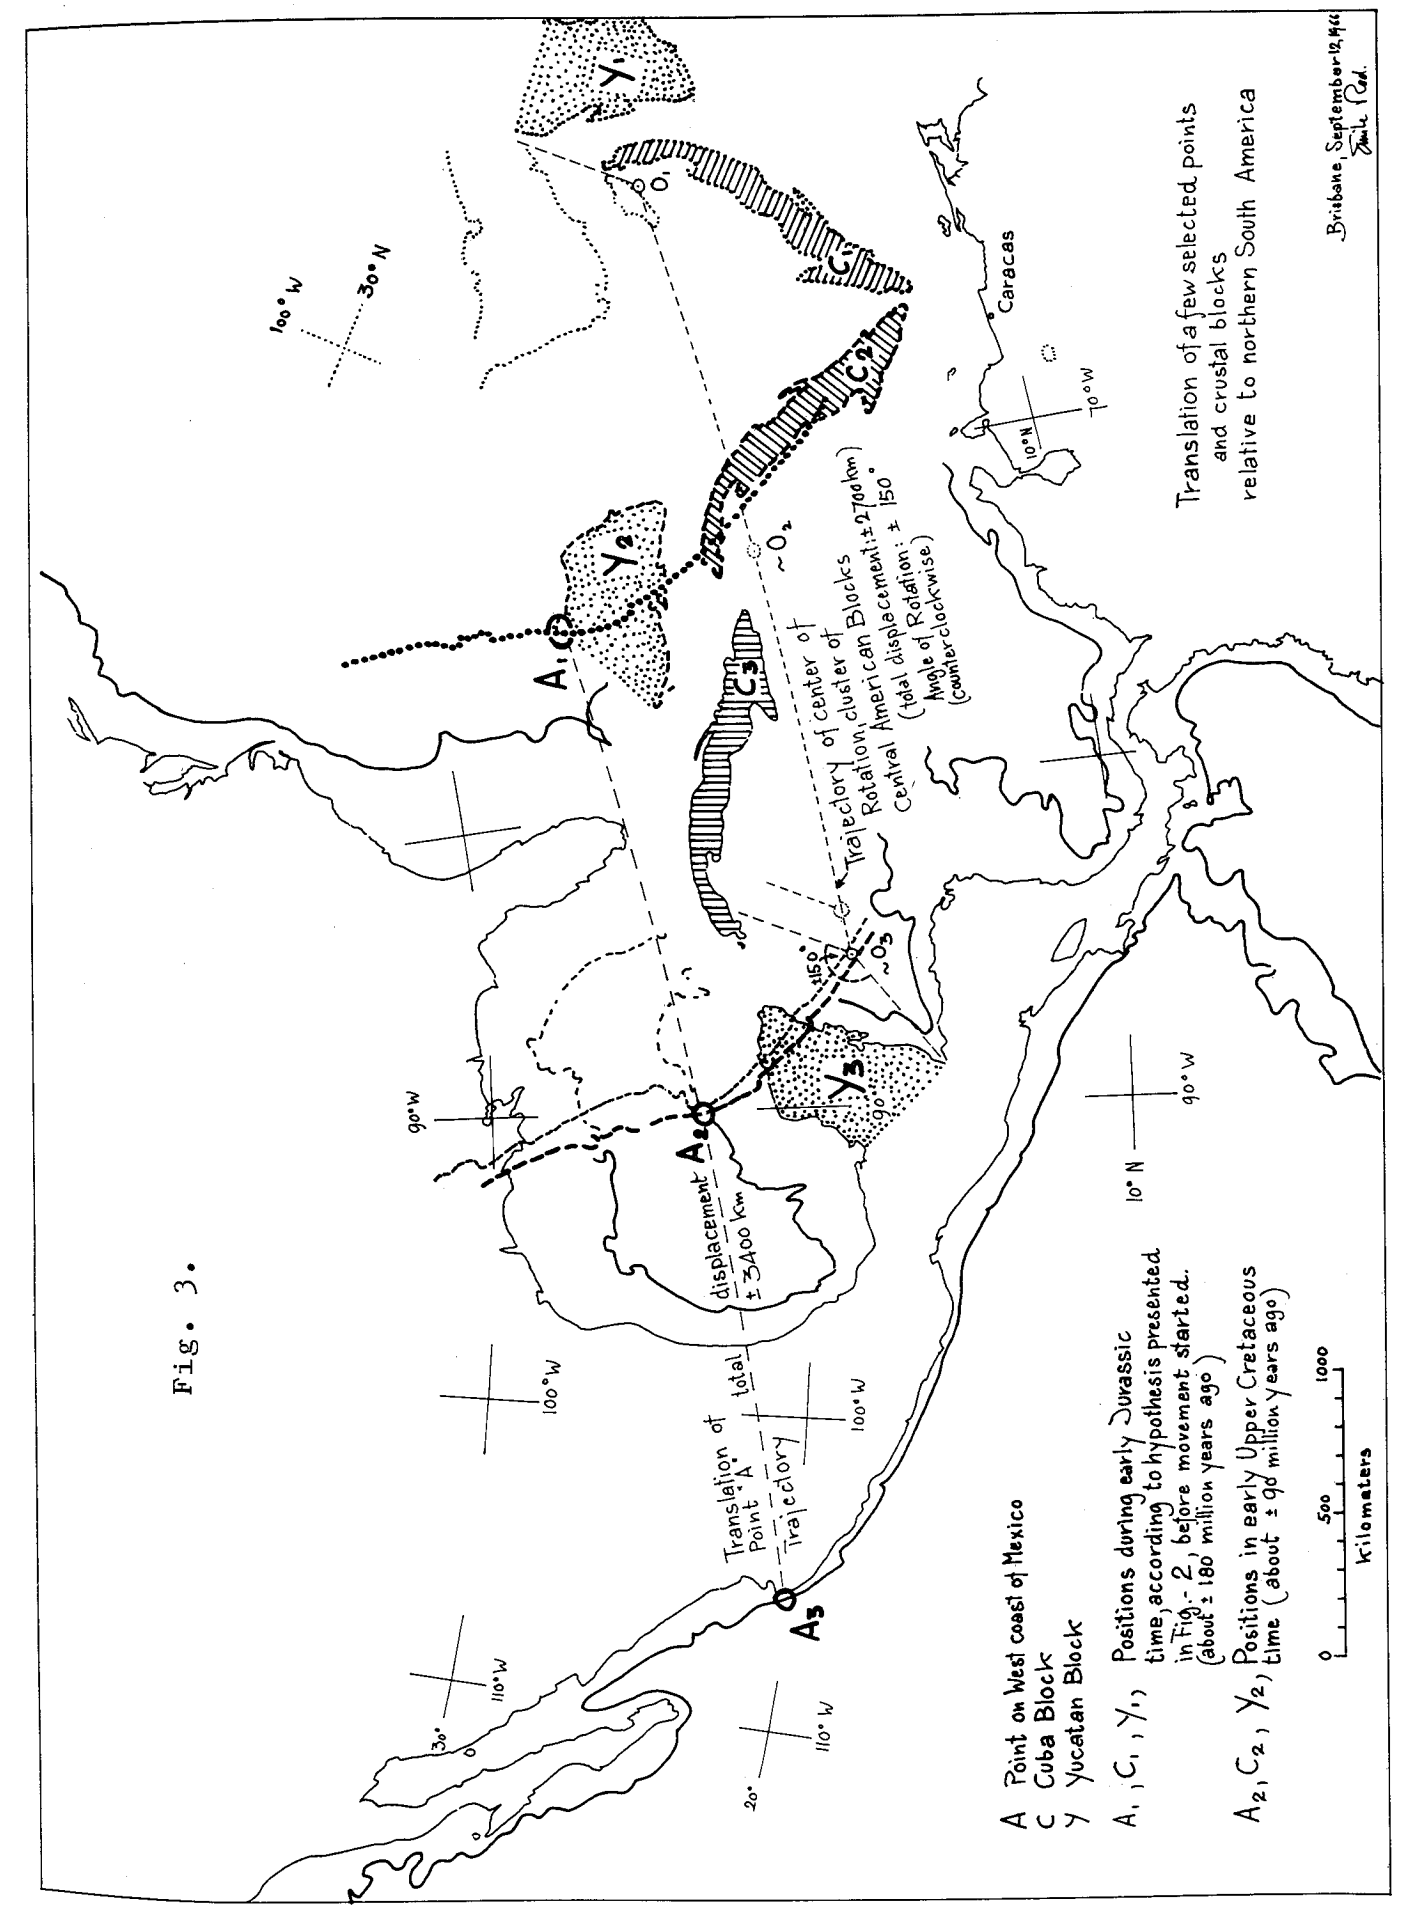 Fig. 3.
100° W
30° N
Y₁
O₁
C₁
C₂
Y₂
A₁
~O₂
C₃
Caracas
10° N
70° W
Trajectory of center of
Rotation, cluster of
Central American Blocks
(total displacement: ± 2700 km)
Angle of Rotation: ± 150°
(counterclockwise)
±150°
~O₃
Y₃
90°
90° W
A₂
displacement
± 3400 km
90° W
10° N
100° W
100° W
Translation of total
Point "A"
Trajectory
A₃
110° W
30°
110° W
20°
Translation of a few selected points
and crustal blocks
relative to northern South America
Brisbane, September 12, 1966
A Point on West coast of Mexico
C Cuba Block
Y Yucatan Block
A₁, C₁, Y₁, Positions during early Jurassic
time, according to hypothesis presented
in Fig.-2, before movement started.
(about ± 180 million years ago)
A₂, C₂, Y₂, Positions in early Upper Cretaceous
time (about ± 90 million years ago)
0 500 1000
kilometers